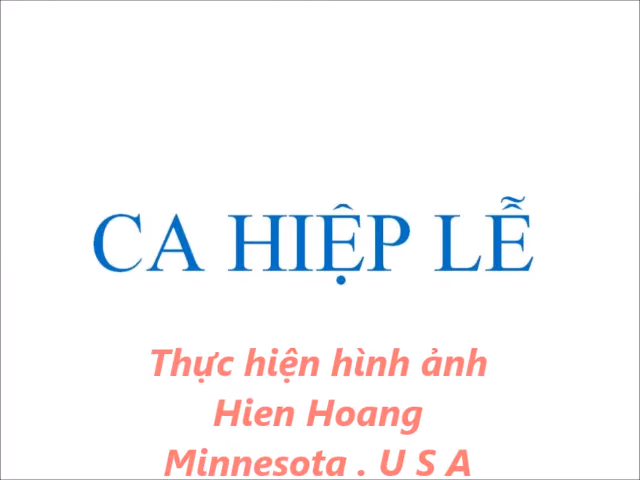 CA HIỆP LỄ
Thực hiện hình ảnh
Hien Hoang
Minnesota . U S A